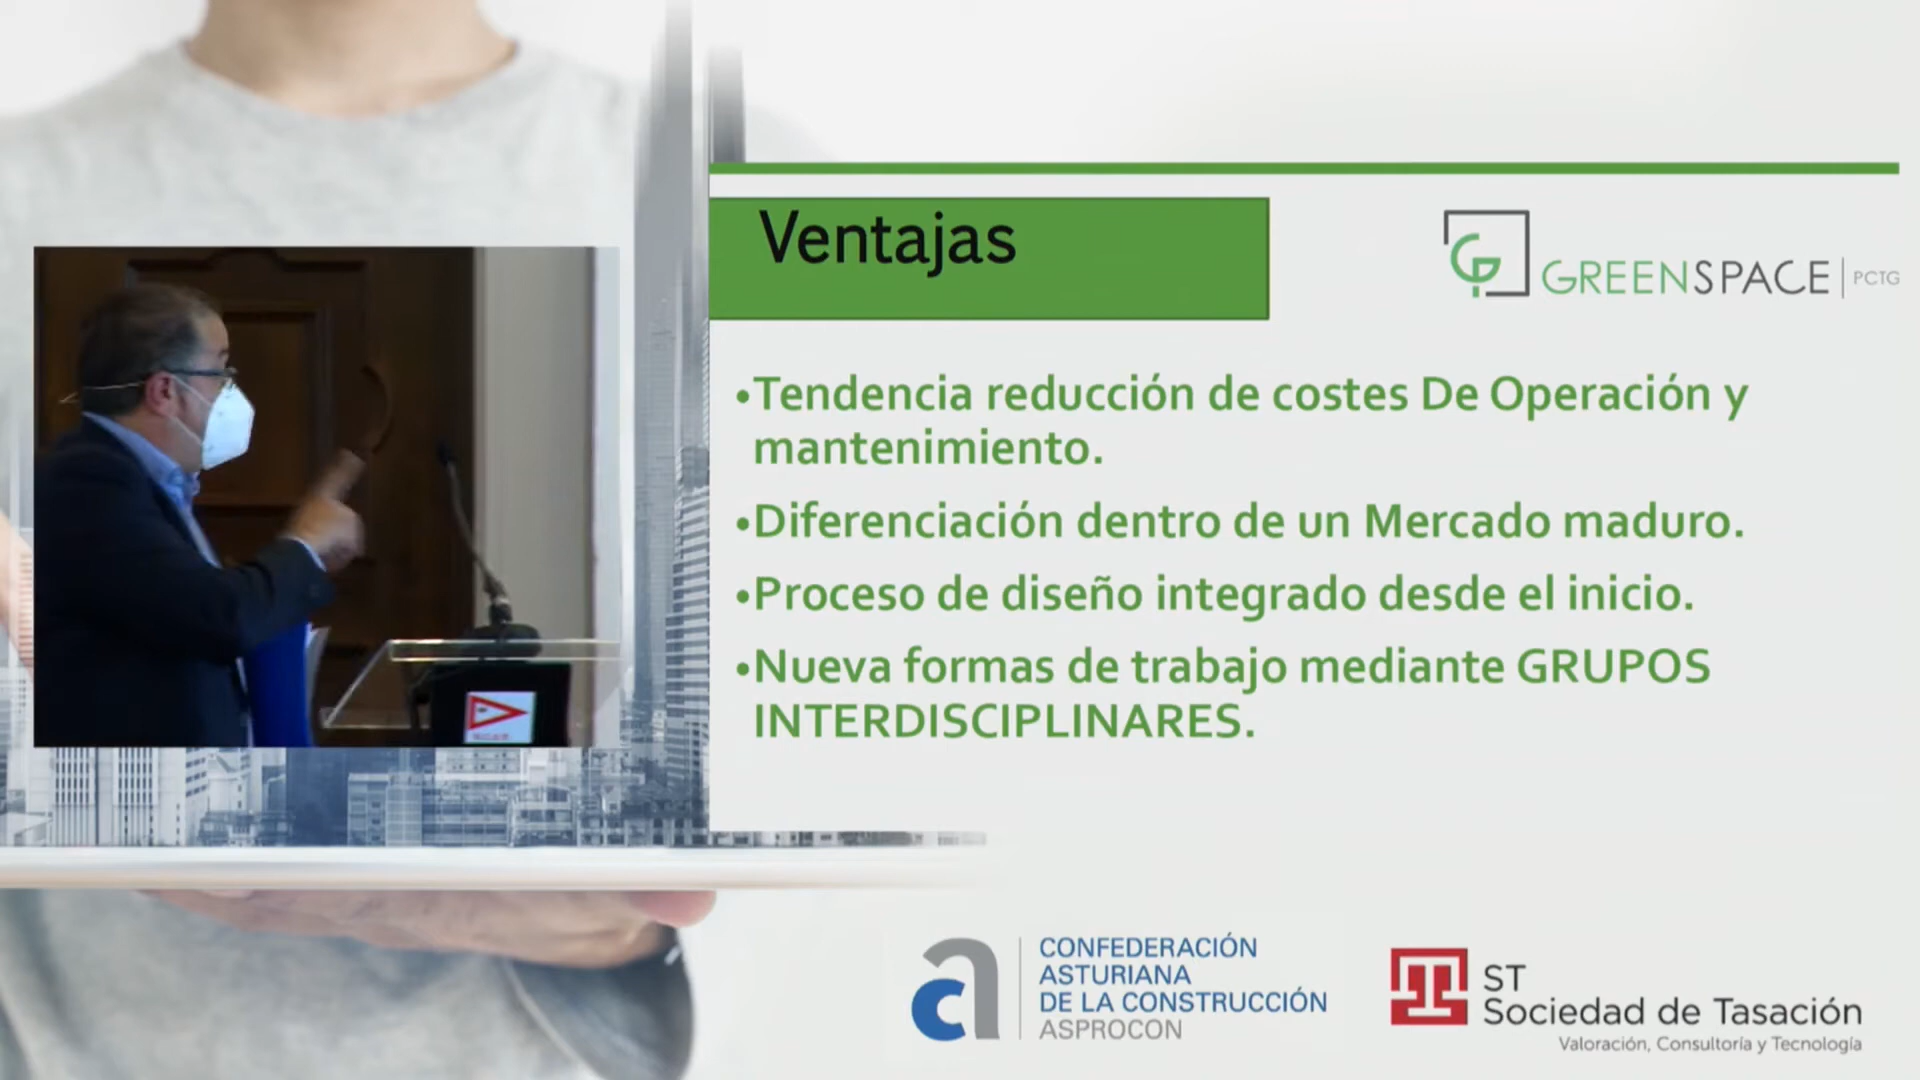 Ventajas
GREENSPACE PCTG
•Tendencia reducción de costes De Operación y
mantenimiento.
•Diferenciación dentro de un Mercado maduro.
•Proceso de diseño integrado desde el inicio.
•Nueva formas de trabajo mediante GRUPOS
INTERDISCIPLINARES.
CONFEDERACIÓN
ASTURIANA
DE LA CONSTRUCCIÓN
ASPROCON
ST
Sociedad de Tasación
Valoración, Consultoría y Tecnología